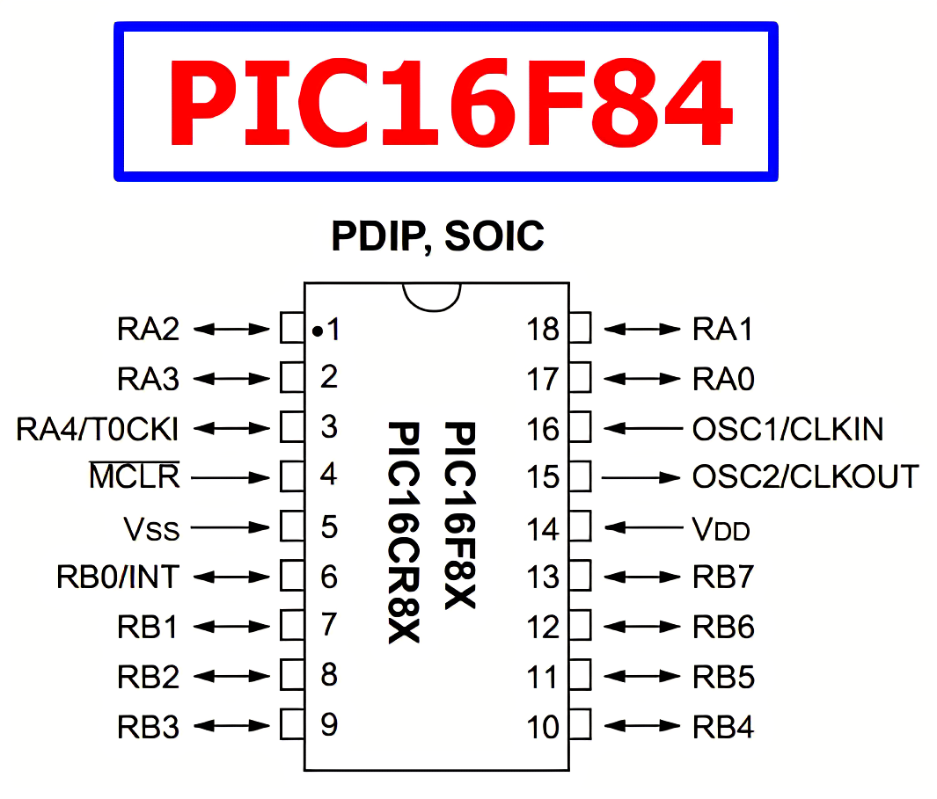 PIC16F84
PDIP, SOIC
RA2 •1 18 RA1
RA3 2 17 RA0
RA4/T0CKI 3 16 OSC1/CLKIN
MCLR 4 15 OSC2/CLKOUT
VSS 5 14 VDD
RB0/INT 6 13 RB7
RB1 7 12 RB6
RB2 8 11 RB5
RB3 9 10 RB4
PIC16F8X
PIC16CR8X